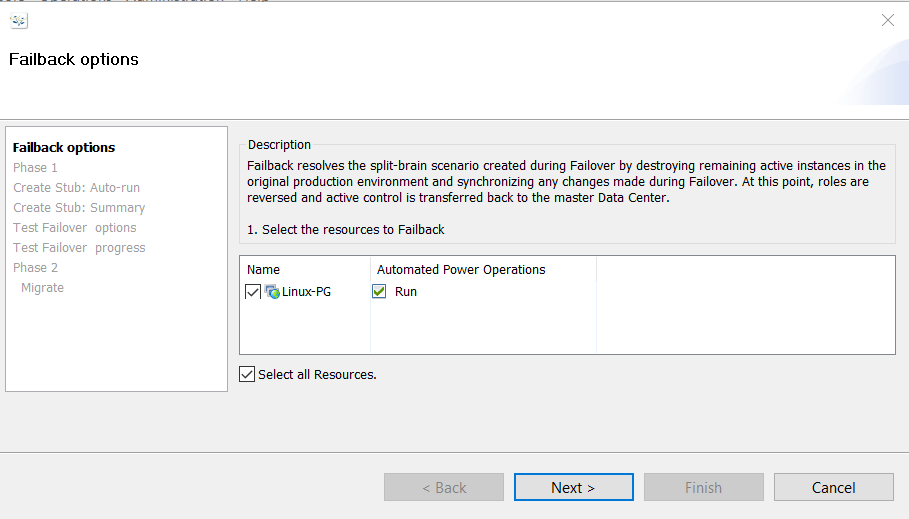 Failback options
Failback options
Phase 1
Create Stub: Auto-run
Create Stub: Summary
Test Failover options
Test Failover progress
Phase 2
Migrate
Description
Failback resolves the split-brain scenario created during Failover by destroying remaining active instances in the
original production environment and synchronizing any changes made during Failover. At this point, roles are
reversed and active control is transferred back to the master Data Center.
1. Select the resources to Failback
Name Automated Power Operations
Linux-PG Run
Select all Resources.
< Back Next > Finish Cancel